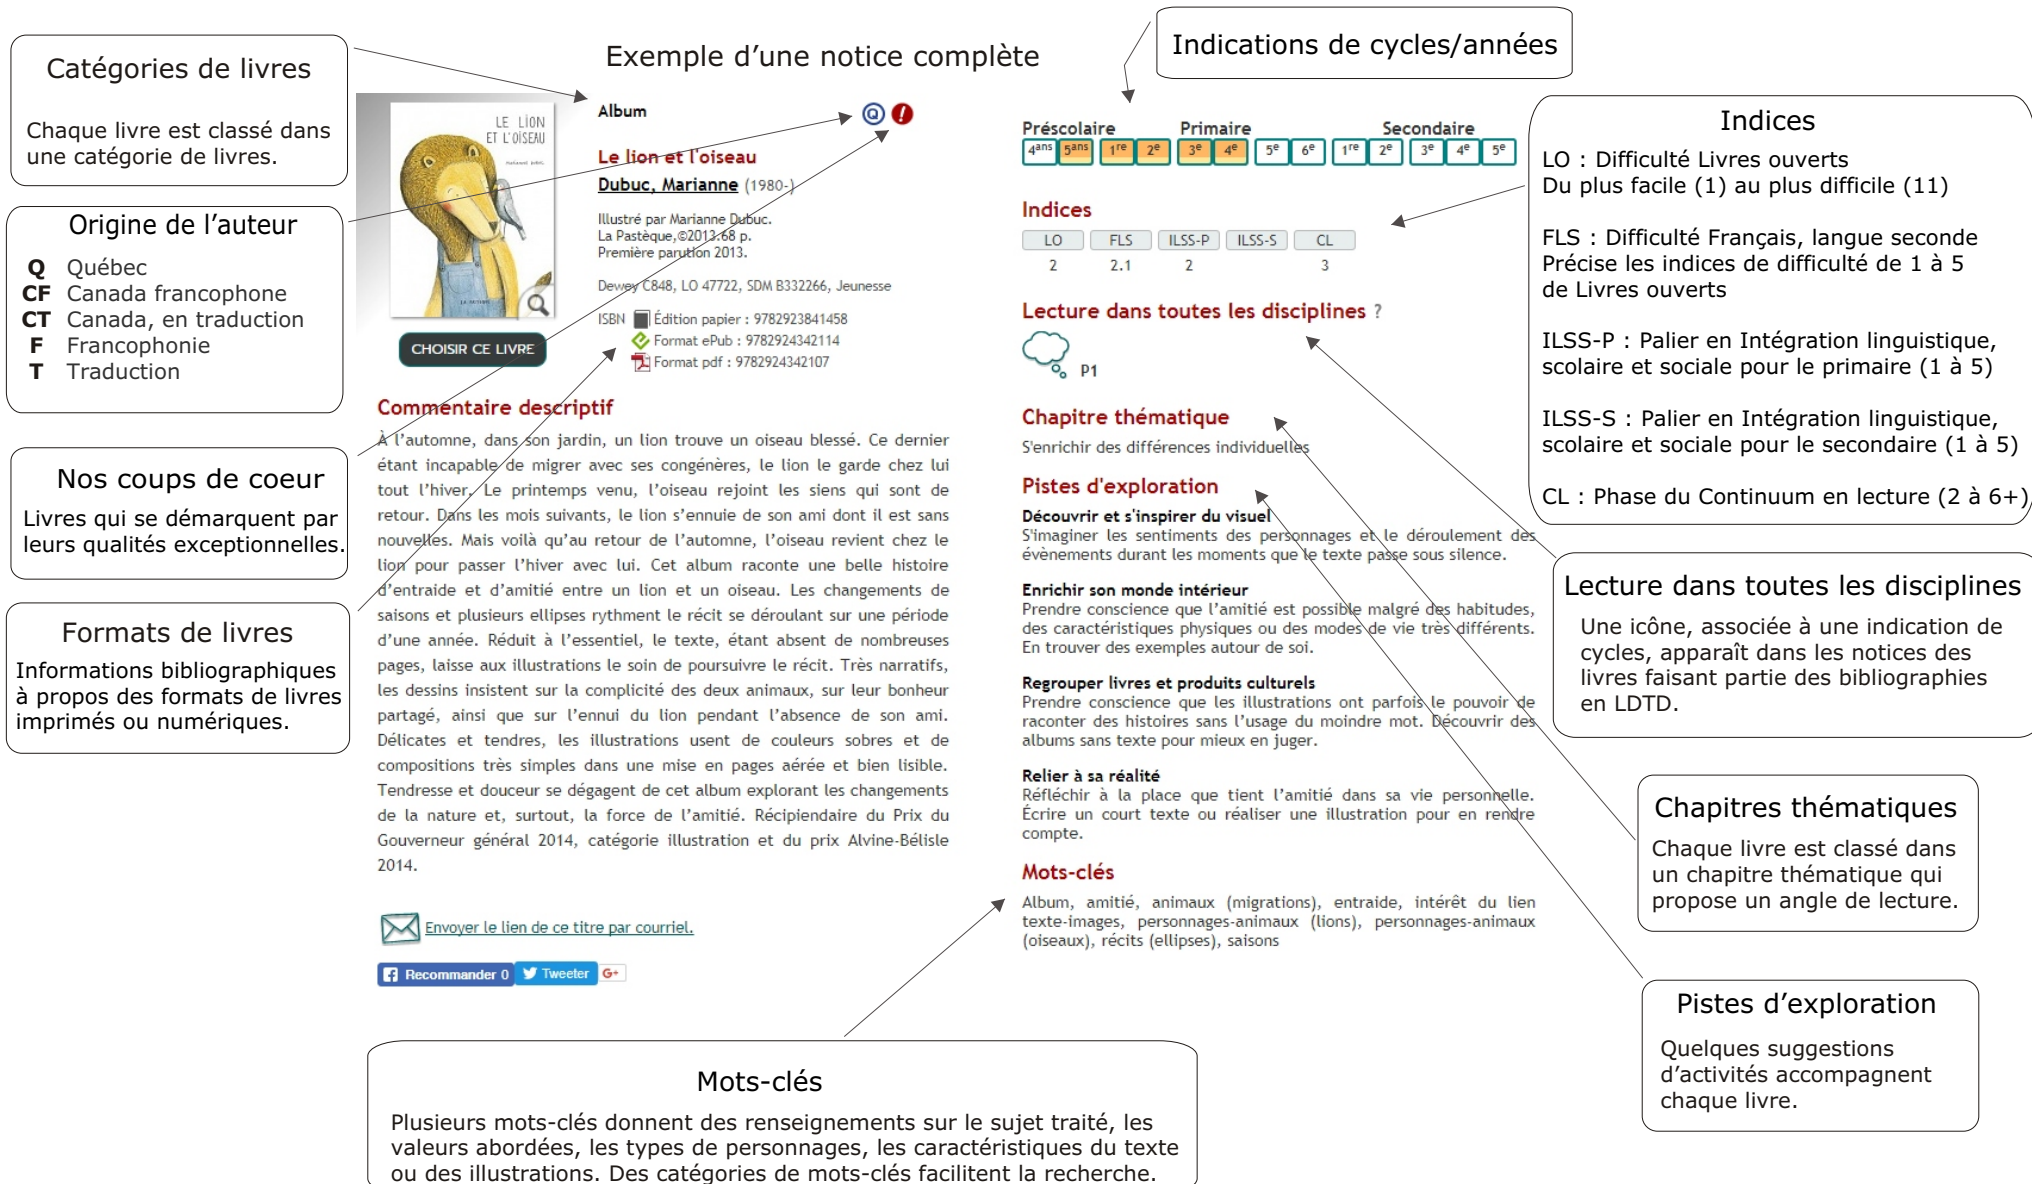 Exemple d’une notice complète
Catégories de livres
Chaque livre est classé dans
une catégorie de livres.
Origine de l’auteur
Q Québec
CF Canada francophone
CT Canada, en traduction
F Francophonie
T Traduction
Nos coups de coeur
Livres qui se démarquent par
leurs qualités exceptionnelles.
Formats de livres
Informations bibliographiques
à propos des formats de livres
imprimés ou numériques.
LE LION
ET L'OISEAU
MARIANNE DUBUC
LA PASTÈQUE
CHOISIR CE LIVRE
Album
Q !
Le lion et l'oiseau
Dubuc, Marianne (1980-)
Illustré par Marianne Dubuc.
La Pastèque,©2013.68 p.
Première parution 2013.
Dewey C848, LO 47722, SDM B332266, Jeunesse
ISBN Édition papier : 9782923841458
Format ePub : 9782924342114
Format pdf : 9782924342107
Commentaire descriptif
À l’automne, dans son jardin, un lion trouve un oiseau blessé. Ce dernier
étant incapable de migrer avec ses congénères, le lion le garde chez lui
tout l’hiver. Le printemps venu, l’oiseau rejoint les siens qui sont de
retour. Dans les mois suivants, le lion s’ennuie de son ami dont il est sans
nouvelles. Mais voilà qu’au retour de l’automne, l’oiseau revient chez le
lion pour passer l’hiver avec lui. Cet album raconte une belle histoire
d’entraide et d’amitié entre un lion et un oiseau. Les changements de
saisons et plusieurs ellipses rythment le récit se déroulant sur une période
d’une année. Réduit à l’essentiel, le texte, étant absent de nombreuses
pages, laisse aux illustrations le soin de poursuivre le récit. Très narratifs,
les dessins insistent sur la complicité des deux animaux, sur leur bonheur
partagé, ainsi que sur l’ennui du lion pendant l’absence de son ami.
Délicates et tendres, les illustrations usent de couleurs sobres et de
compositions très simples dans une mise en pages aérée et bien lisible.
Tendresse et douceur se dégagent de cet album explorant les changements
de la nature et, surtout, la force de l’amitié. Récipiendaire du Prix du
Gouverneur général 2014, catégorie illustration et du prix Alvine-Bélisle
2014.
Envoyer le lien de ce titre par courriel.
Recommander 0 Tweeter G+
Indications de cycles/années
Préscolaire Primaire Secondaire
4ans 5ans 1re 2e 3e 4e 5e 6e 1re 2e 3e 4e 5e
Indices
LO FLS ILSS-P ILSS-S CL
2 2.1 2 3
Lecture dans toutes les disciplines ?
P1
Chapitre thématique
S'enrichir des différences individuelles
Pistes d'exploration
Découvrir et s'inspirer du visuel
S'imaginer les sentiments des personnages et le déroulement des
évènements durant les moments que le texte passe sous silence.
Enrichir son monde intérieur
Prendre conscience que l’amitié est possible malgré des habitudes,
des caractéristiques physiques ou des modes de vie très différents.
En trouver des exemples autour de soi.
Regrouper livres et produits culturels
Prendre conscience que les illustrations ont parfois le pouvoir de
raconter des histoires sans l’usage du moindre mot. Découvrir des
albums sans texte pour mieux en juger.
Relier à sa réalité
Réfléchir à la place que tient l’amitié dans sa vie personnelle.
Écrire un court texte ou réaliser une illustration pour en rendre
compte.
Mots-clés
Album, amitié, animaux (migrations), entraide, intérêt du lien
texte-images, personnages-animaux (lions), personnages-animaux
(oiseaux), récits (ellipses), saisons
Indices
LO : Difficulté Livres ouverts
Du plus facile (1) au plus difficile (11)
FLS : Difficulté Français, langue seconde
Précise les indices de difficulté de 1 à 5
de Livres ouverts
ILSS-P : Palier en Intégration linguistique,
scolaire et sociale pour le primaire (1 à 5)
ILSS-S : Palier en Intégration linguistique,
scolaire et sociale pour le secondaire (1 à 5)
CL : Phase du Continuum en lecture (2 à 6+)
Lecture dans toutes les disciplines
Une icône, associée à une indication de
cycles, apparaît dans les notices des
livres faisant partie des bibliographies
en LDTD.
Chapitres thématiques
Chaque livre est classé dans
un chapitre thématique qui
propose un angle de lecture.
Pistes d’exploration
Quelques suggestions
d’activités accompagnent
chaque livre.
Mots-clés
Plusieurs mots-clés donnent des renseignements sur le sujet traité, les
valeurs abordées, les types de personnages, les caractéristiques du texte
ou des illustrations. Des catégories de mots-clés facilitent la recherche.